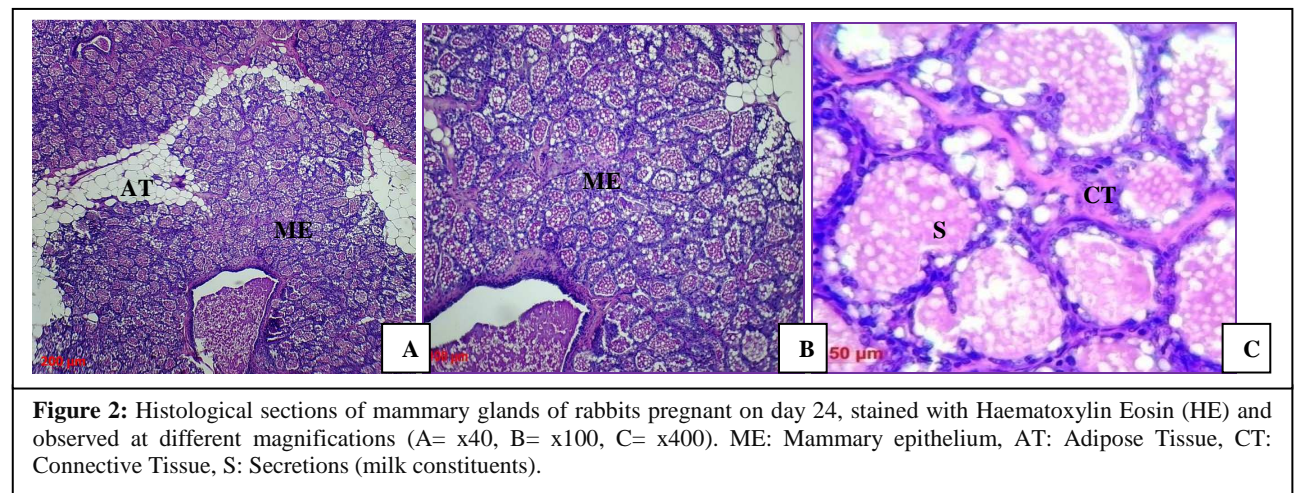 AT
ME
200 µm
A
ME
B
S
CT
50 µm
C
Figure 2: Histological sections of mammary glands of rabbits pregnant on day 24, stained with Haematoxylin Eosin (HE) and
observed at different magnifications (A= x40, B= x100, C= x400). ME: Mammary epithelium, AT: Adipose Tissue, CT:
Connective Tissue, S: Secretions (milk constituents).